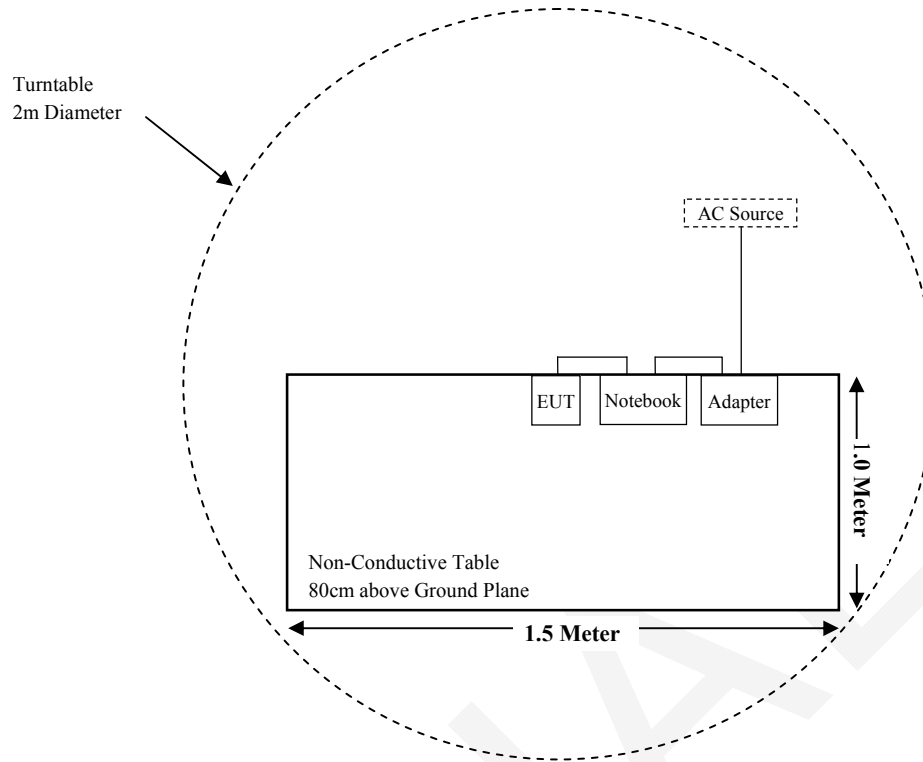 Turntable
2m Diameter
AC Source
EUT
Notebook
Adapter
1.0 Meter
Non-Conductive Table
80cm above Ground Plane
1.5 Meter